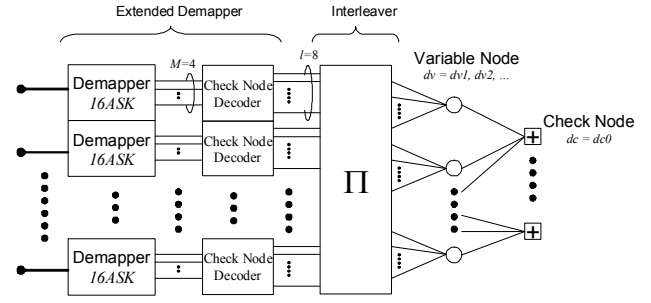 Extended Demapper
Interleaver
M=4
l=8
Variable Node
dv = dv1, dv2, ...
Check Node
dc = dc0
Demapper
16ASK
Check Node
Decoder
Demapper
16ASK
Check Node
Decoder
Π
Demapper
16ASK
Check Node
Decoder